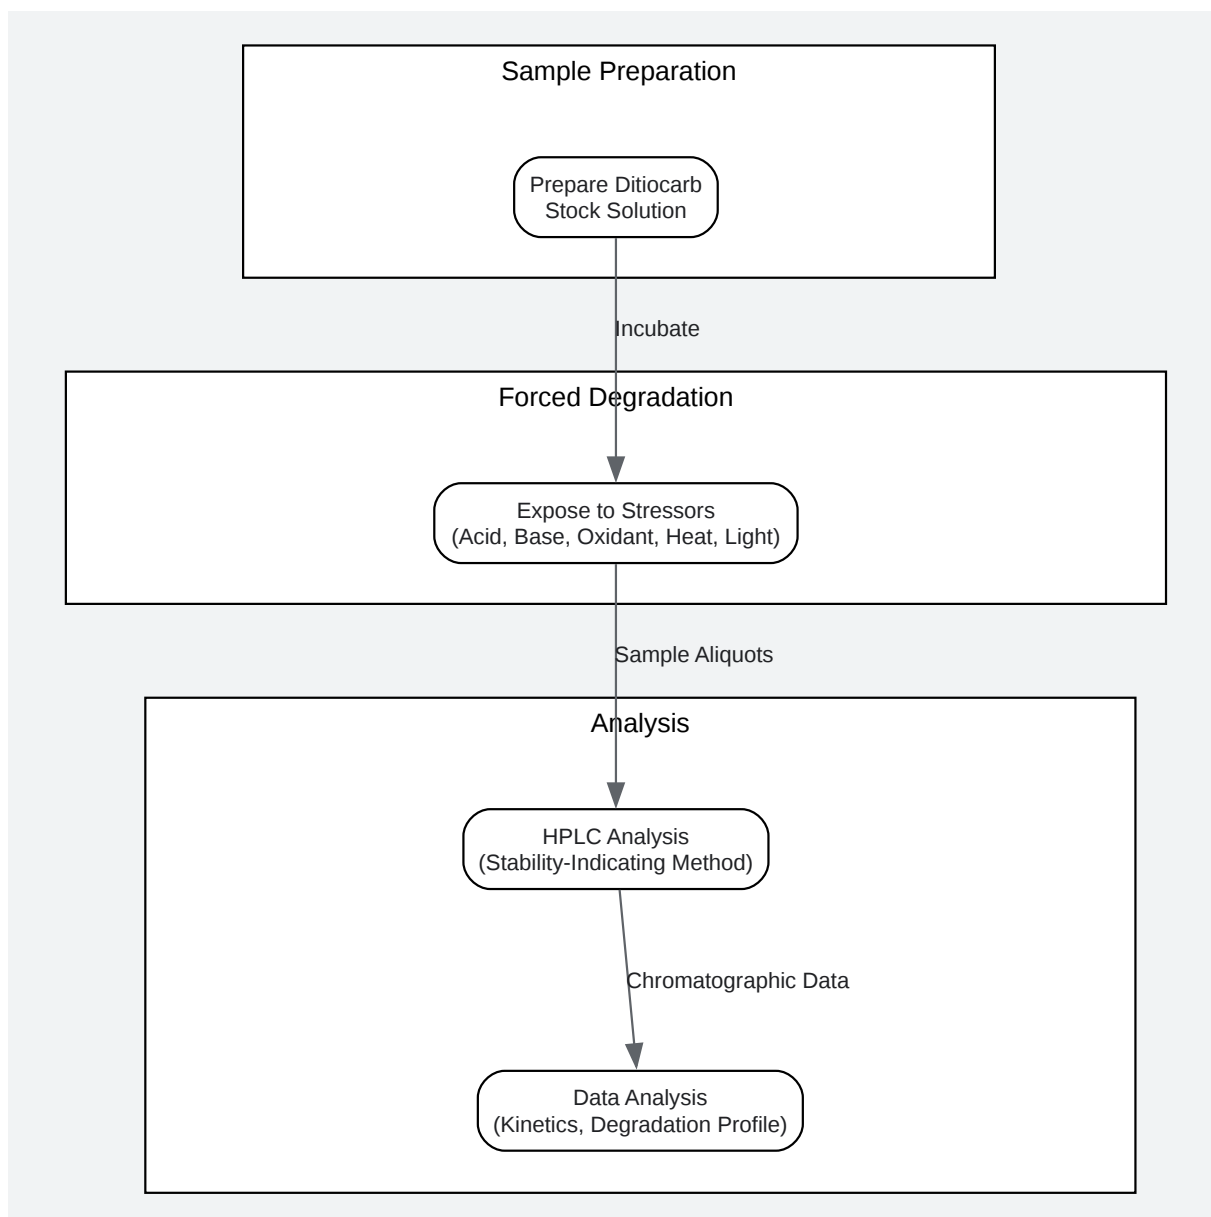 Sample Preparation
Prepare Ditiocarb
Stock Solution
Incubate
Forced Degradation
Expose to Stressors
(Acid, Base, Oxidant, Heat, Light)
Sample Aliquots
Analysis
HPLC Analysis
(Stability-Indicating Method)
Chromatographic Data
Data Analysis
(Kinetics, Degradation Profile)